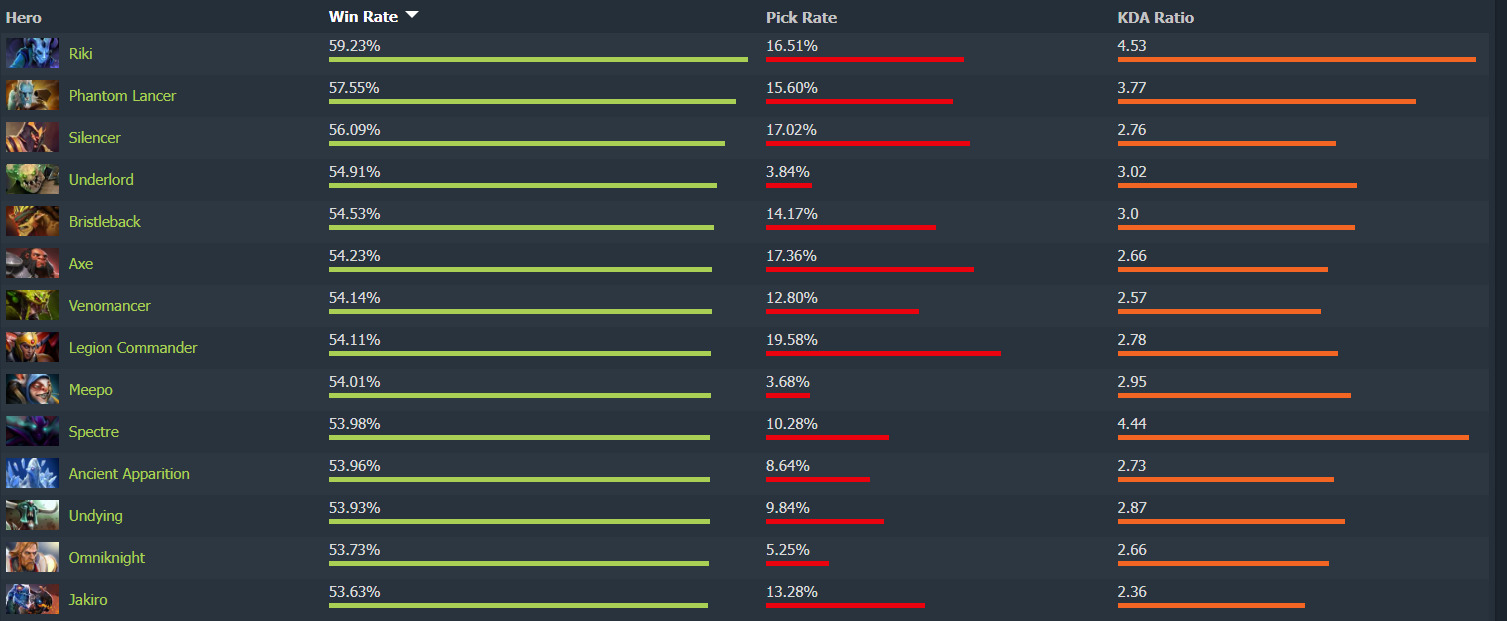 Hero Win Rate Pick Rate KDA Ratio
Riki 59.23% 16.51% 4.53
Phantom Lancer 57.55% 15.60% 3.77
Silencer 56.09% 17.02% 2.76
Underlord 54.91% 3.84% 3.02
Bristleback 54.53% 14.17% 3.0
Axe 54.23% 17.36% 2.66
Venomancer 54.14% 12.80% 2.57
Legion Commander 54.11% 19.58% 2.78
Meepo 54.01% 3.68% 2.95
Spectre 53.98% 10.28% 4.44
Ancient Apparition 53.96% 8.64% 2.73
Undying 53.93% 9.84% 2.87
Omniknight 53.73% 5.25% 2.66
Jakiro 53.63% 13.28% 2.36